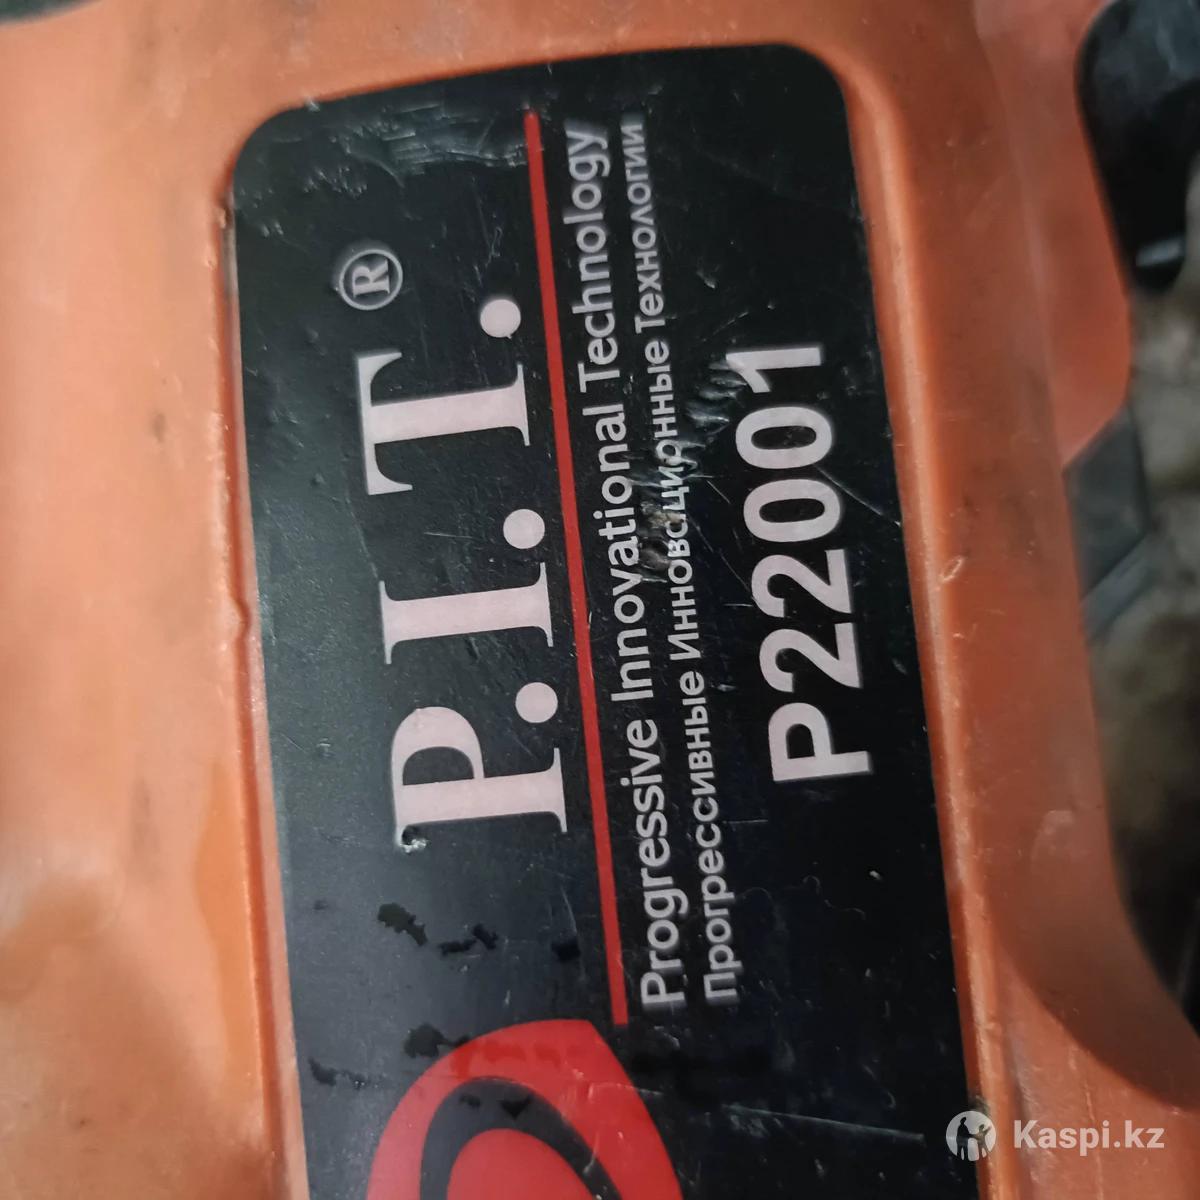 P.I.T.®
Progressive Innovational Technology
Прогрессивные Инновационные Технологии
P22001
Kaspi.kz